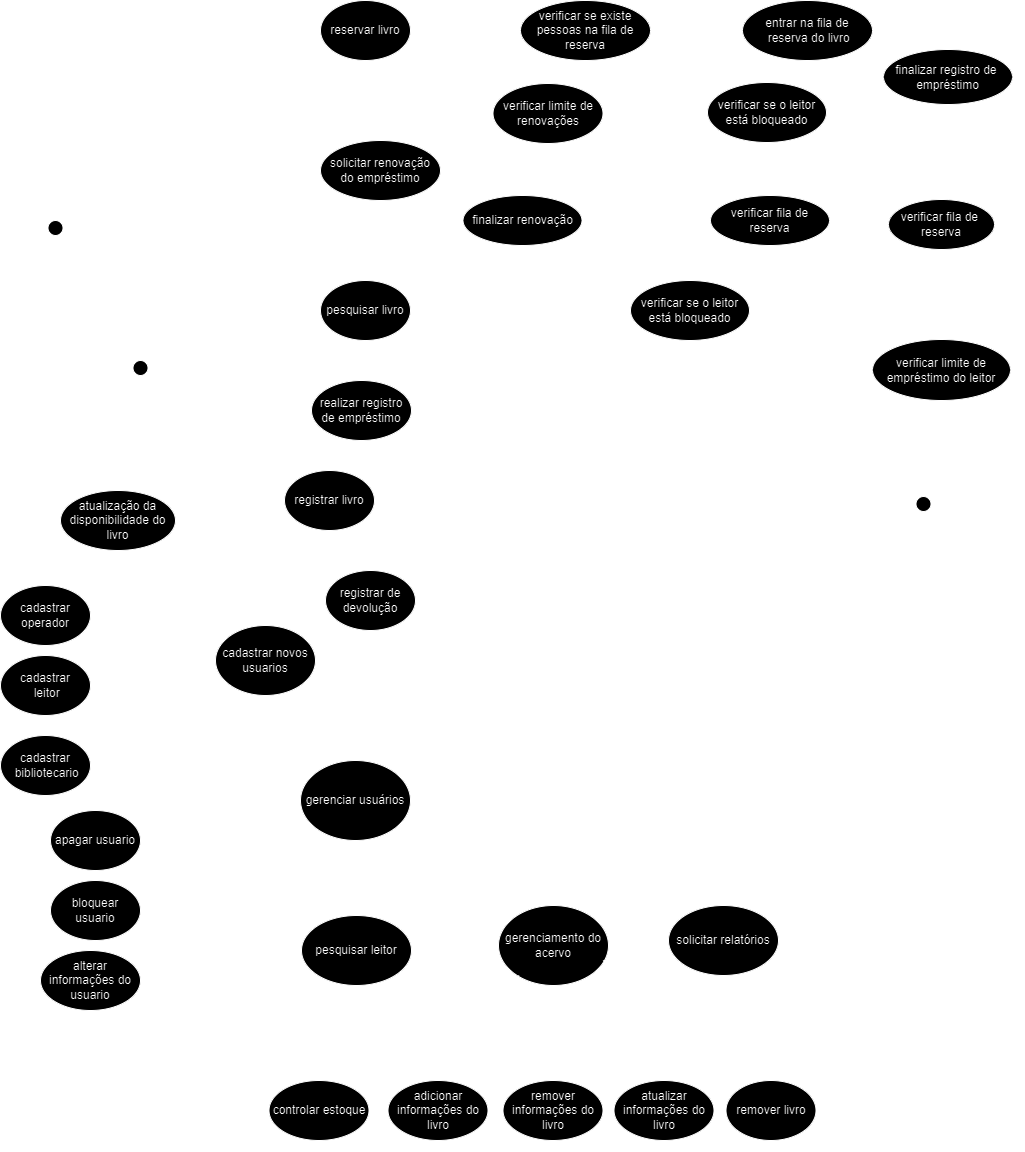 reservar livro
verificar se existe
pessoas na fila de
reserva
entrar na fila de
reserva do livro
finalizar registro de
empréstimo
verificar limite de
renovações
verificar se o leitor
está bloqueado
solicitar renovação
do empréstimo
finalizar renovação
verificar fila de
reserva
verificar fila de
reserva
pesquisar livro
verificar se o leitor
está bloqueado
verificar limite de
empréstimo do leitor
realizar registro
de empréstimo
registrar livro
atualização da
disponibilidade do
livro
registrar de
devolução
cadastrar
operador
cadastrar novos
usuarios
cadastrar
leitor
cadastrar
bibliotecario
gerenciar usuários
apagar usuario
bloquear
usuario
pesquisar leitor
gerenciamento do
acervo
solicitar relatórios
alterar
informações do
usuario
controlar estoque
adicionar
informações do
livro
remover
informações do
livro
atualizar
informações do
livro
remover livro